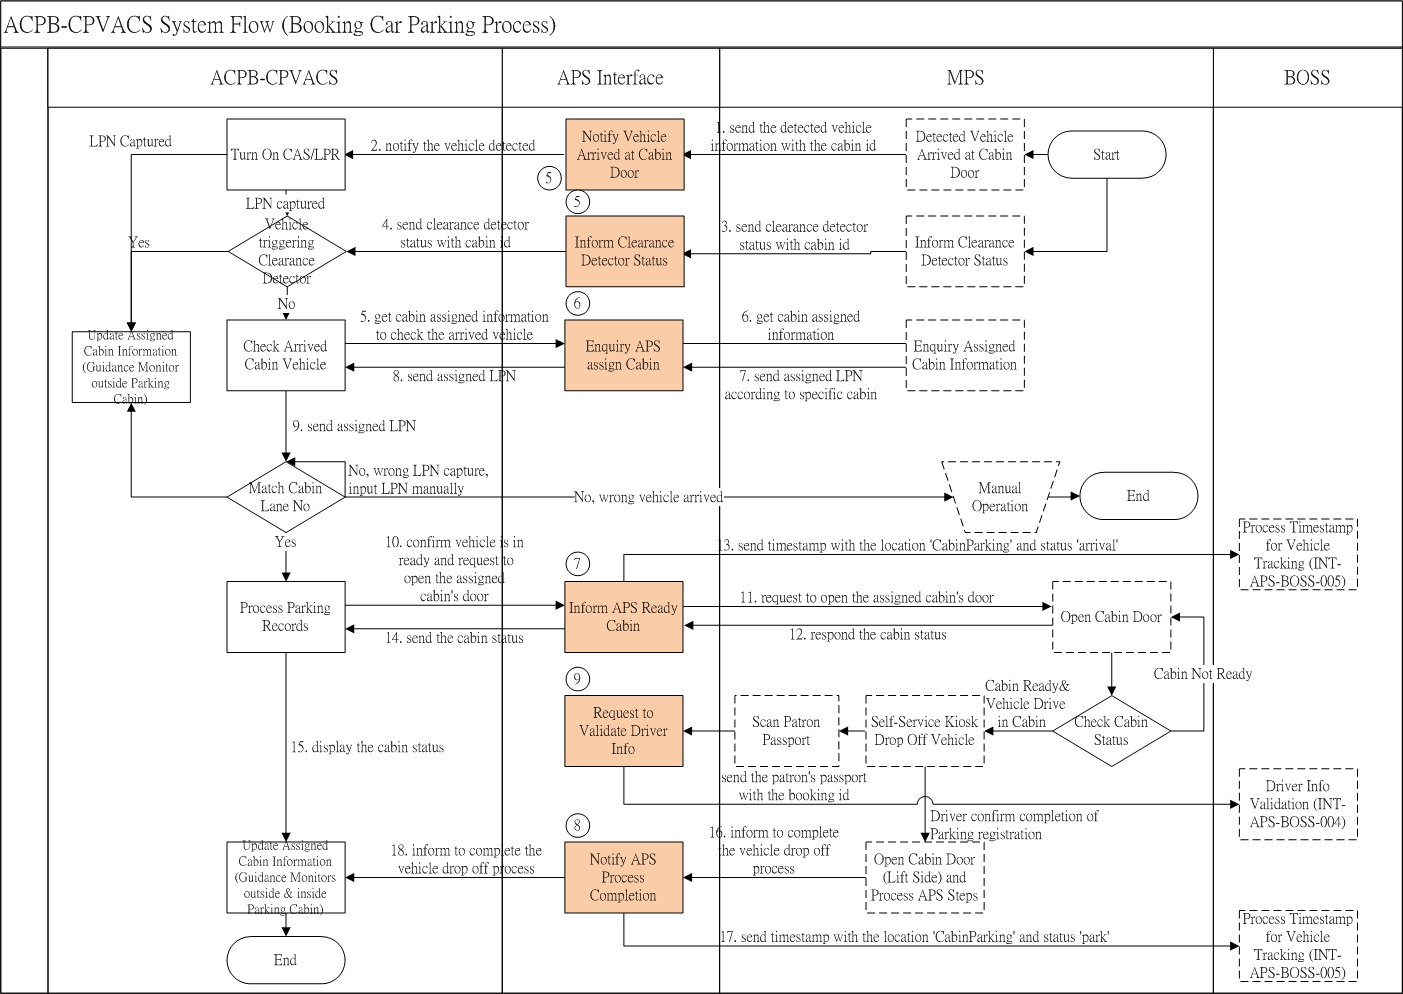 ACPB-CPVACS System Flow (Booking Car Parking Process)
ACPB-CPVACS
APS Interface
MPS
BOSS
LPN Captured
Turn On CAS/LPR
2. notify the vehicle detected
Notify Vehicle
Arrived at Cabin
Door
1. send the detected vehicle
information with the cabin id
Detected Vehicle
Arrived at Cabin
Door
Start
5
5
LPN captured
Yes
Vehicle
triggering
Clearance
Detector
4. send clearance detector
status with cabin id
Inform Clearance
Detector Status
3. send clearance detector
status with cabin id
Inform Clearance
Detector Status
No
6
Update Assigned
Cabin Information
(Guidance Monitor
outside Parking
Cabin)
Check Arrived
Cabin Vehicle
5. get cabin assigned information
to check the arrived vehicle
8. send assigned LPN
Enquiry APS
assign Cabin
6. get cabin assigned
information
7. send assigned LPN
according to specific cabin
Enquiry Assigned
Cabin Information
9. send assigned LPN
Match Cabin
Lane No
No, wrong LPN capture,
input LPN manually
No, wrong vehicle arrived
Manual
Operation
End
Yes
10. confirm vehicle is in
ready and request to
open the assigned
cabin's door
7
13. send timestamp with the location 'CabinParking' and status 'arrival'
Process Timestamp
for Vehicle
Tracking (INT-
APS-BOSS-005)
Process Parking
Records
14. send the cabin status
Inform APS Ready
Cabin
11. request to open the assigned cabin's door
12. respond the cabin status
Open Cabin Door
Cabin Not Ready
9
Request to
Validate Driver
Info
Scan Patron
Passport
Self-Service Kiosk
Drop Off Vehicle
Cabin Ready&
Vehicle Drive
in Cabin
Check Cabin
Status
15. display the cabin status
send the patron's passport
with the booking id
Driver Info
Validation (INT-
APS-BOSS-004)
Driver confirm completion of
Parking registration
8
Update Assigned
Cabin Information
(Guidance Monitors
outside & inside
Parking Cabin)
18. inform to complete the
vehicle drop off process
Notify APS
Process
Completion
16. inform to complete
the vehicle drop off
process
Open Cabin Door
(Lift Side) and
Process APS Steps
17. send timestamp with the location 'CabinParking' and status 'park'
Process Timestamp
for Vehicle
Tracking (INT-
APS-BOSS-005)
End